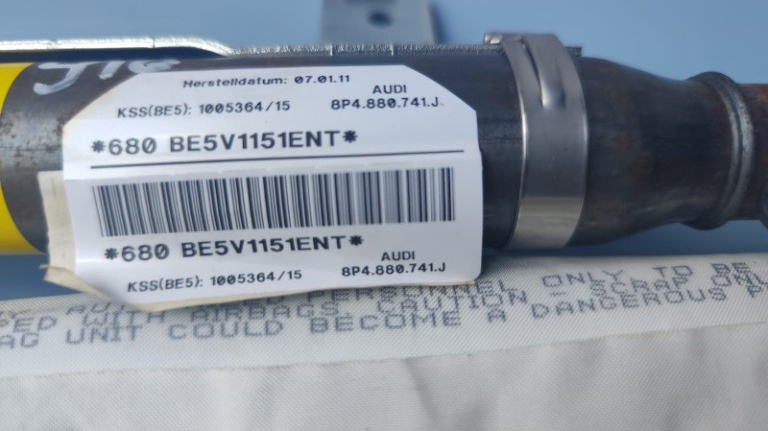 J16
Herstelldatum: 07.01.11
AUDI
KSS(BE5): 1005364/15 8P4.880.741.J.
*680 BE5V1151ENT*
*680 BE5V1151ENT*
AUDI
KSS(BE5): 1005364/15 8P4.880.741.J
PERSONNEL ONLY TO BE
PED WITH AIRBAGS. CAUTION - SCRAP ONL
AG UNIT COULD BECOME A DANGEROUS P